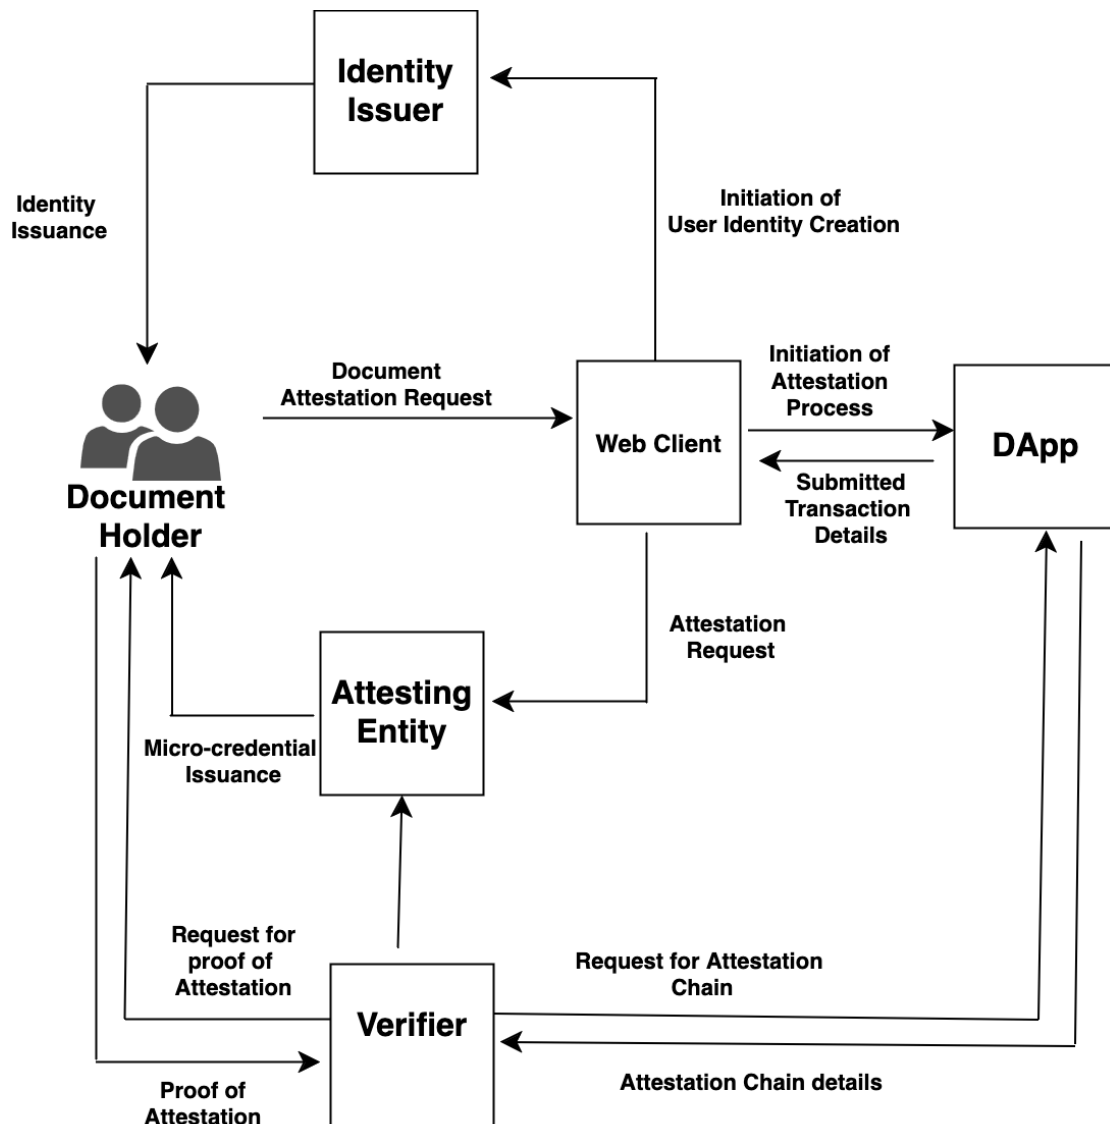 Identity
Issuer
Identity
Issuance
Initiation of
User Identity Creation
Document
Attestation Request
Initiation of
Attestation
Process
Web Client
DApp
Submitted
Transaction
Details
Document
Holder
Attestation
Request
Attesting
Entity
Micro-credential
Issuance
Request for
proof of
Attestation
Request for Attestation
Chain
Verifier
Attestation Chain details
Proof of
Attestation